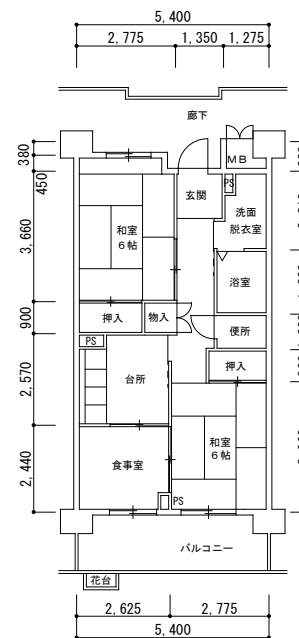 5,400
2,775
1,350
1,275
廊下
380
MB
450
玄関
PS
洗面
脱衣室
和室
6帖
3,660
浴室
900
押入
物入
便所
PS
台所
押入
2,570
和室
6帖
食事室
2,440
PS
バルコニー
花台
2,625
2,775
5,400